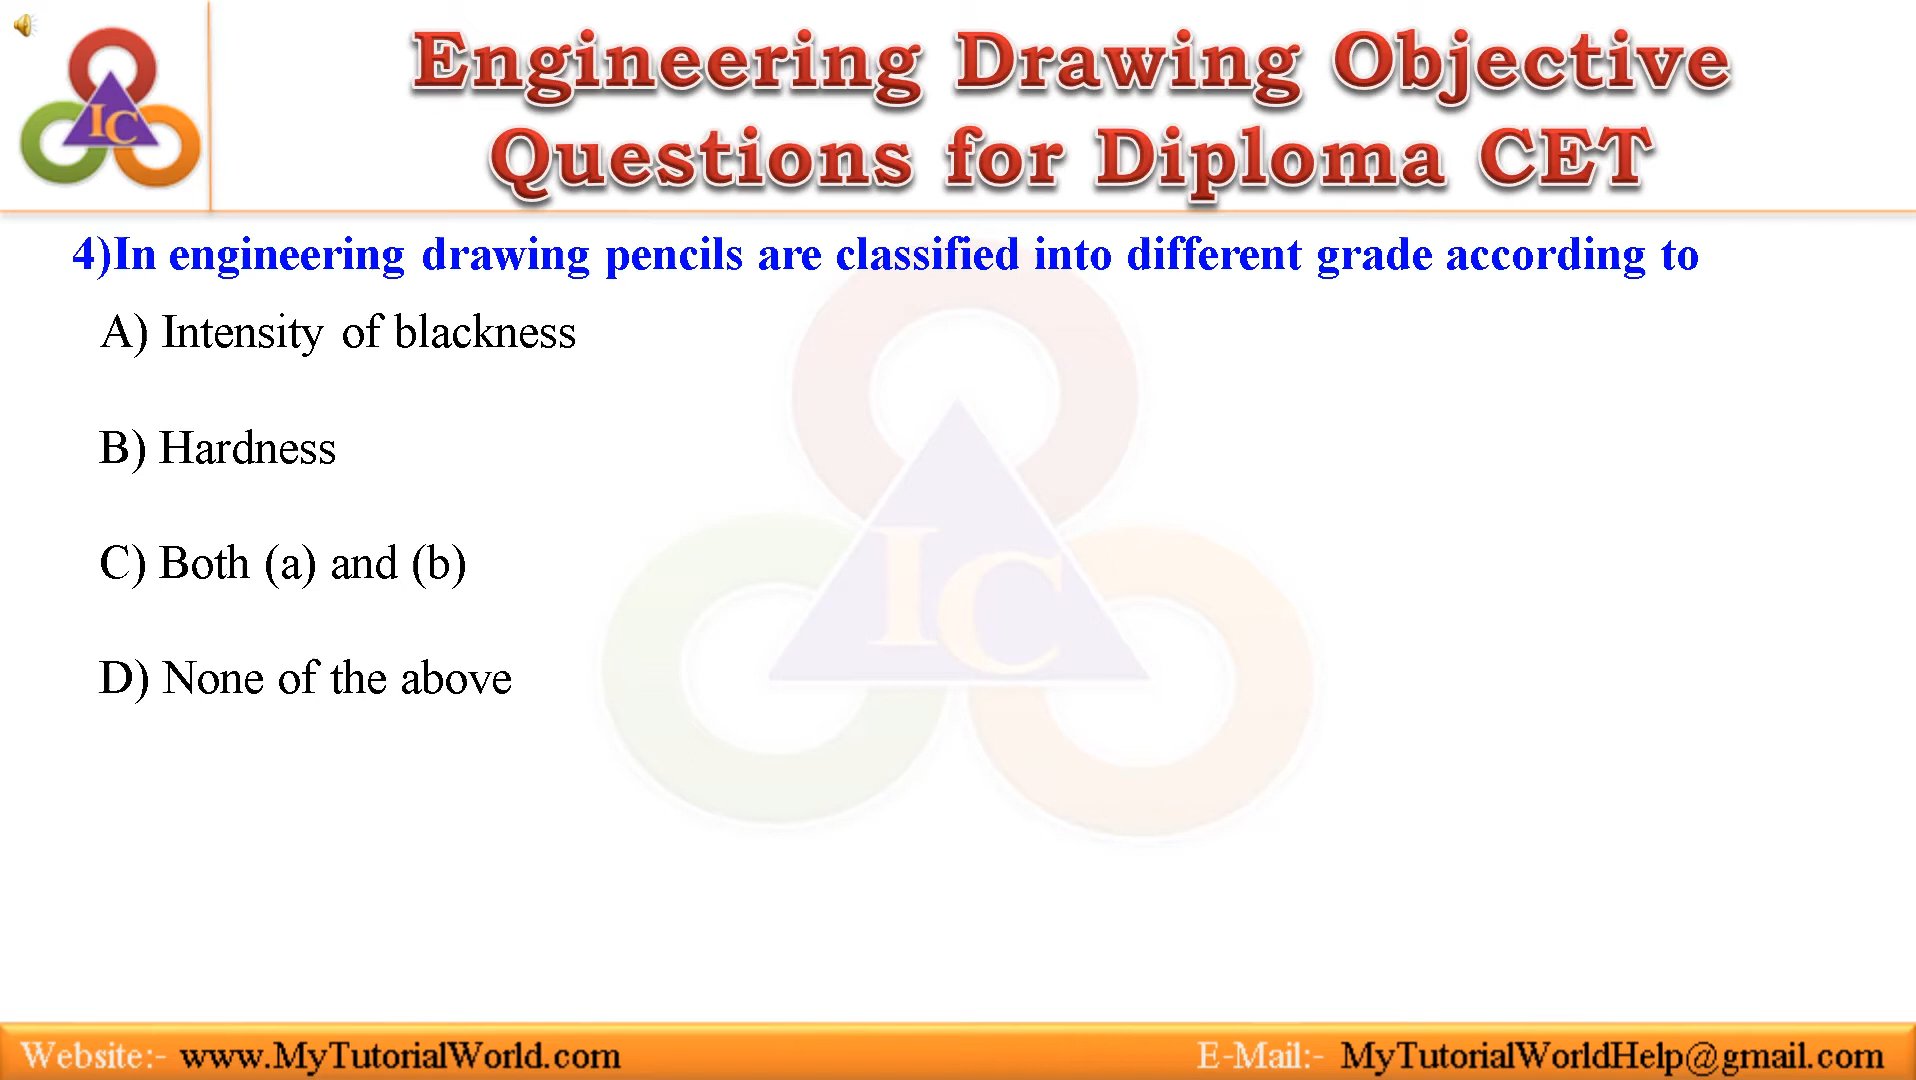 IC
Engineering Drawing Objective
Questions for Diploma CET
4)In engineering drawing pencils are classified into different grade according to
A) Intensity of blackness
B) Hardness
C) Both (a) and (b)
D) None of the above
IC
Website:- www.MyTutorialWorld.com
E-Mail:- MyTutorialWorldHelp@gmail.com